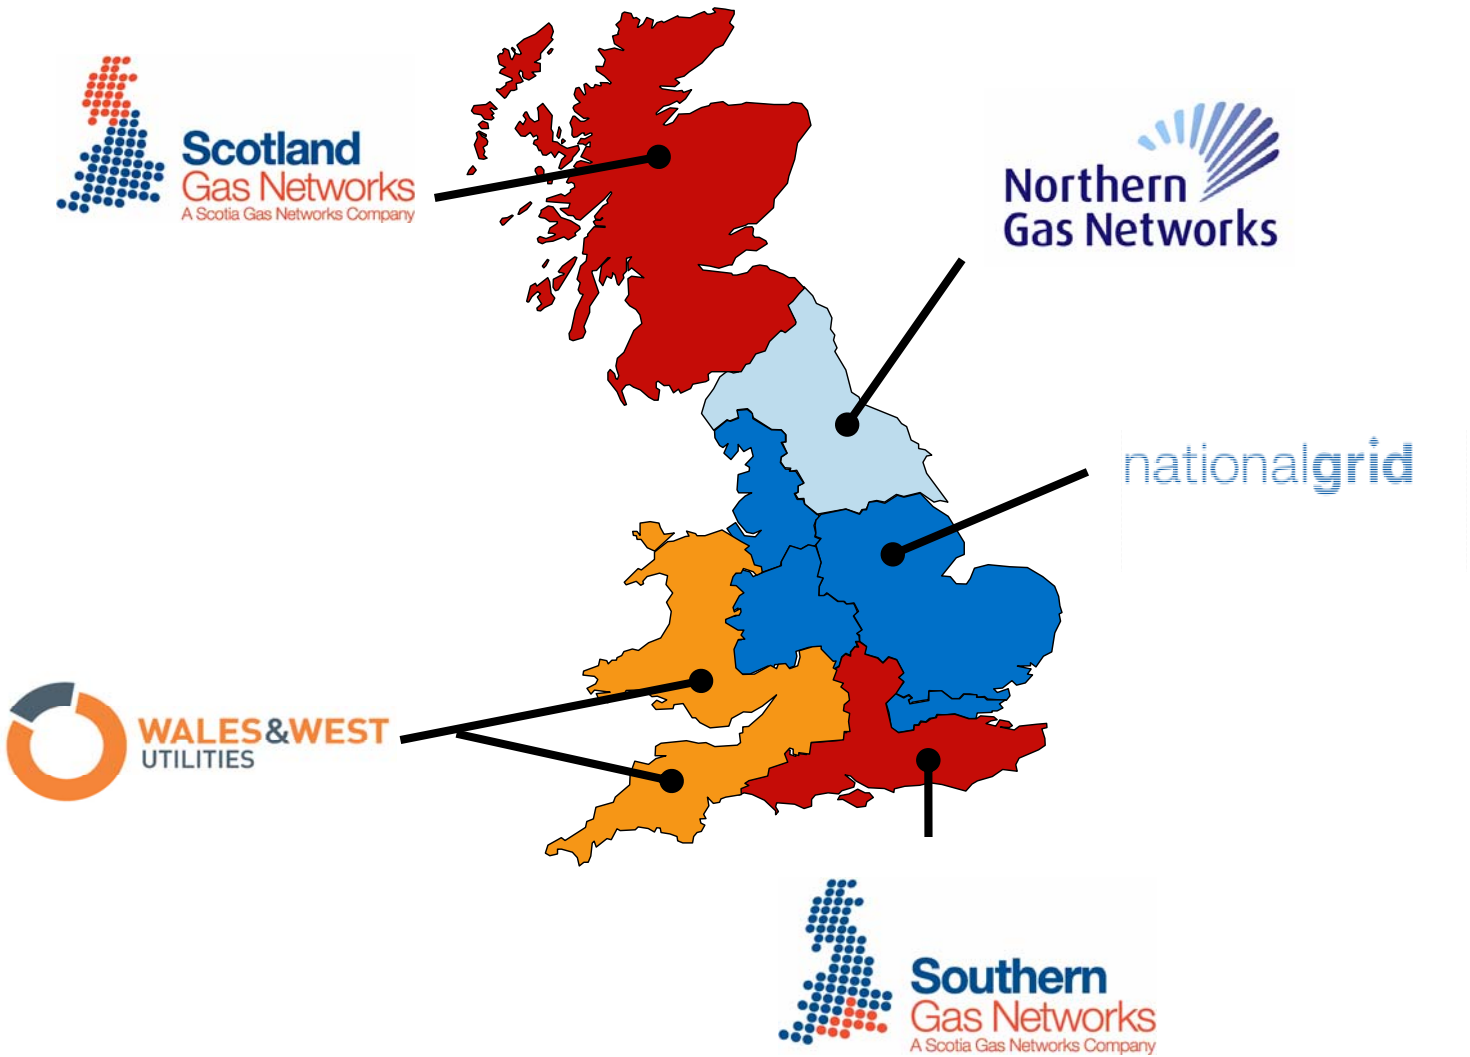 Scotland
Gas Networks
A Scotia Gas Networks Company
Northern
Gas Networks
nationalgrid
WALES&WEST
UTILITIES
Southern
Gas Networks
A Scotia Gas Networks Company